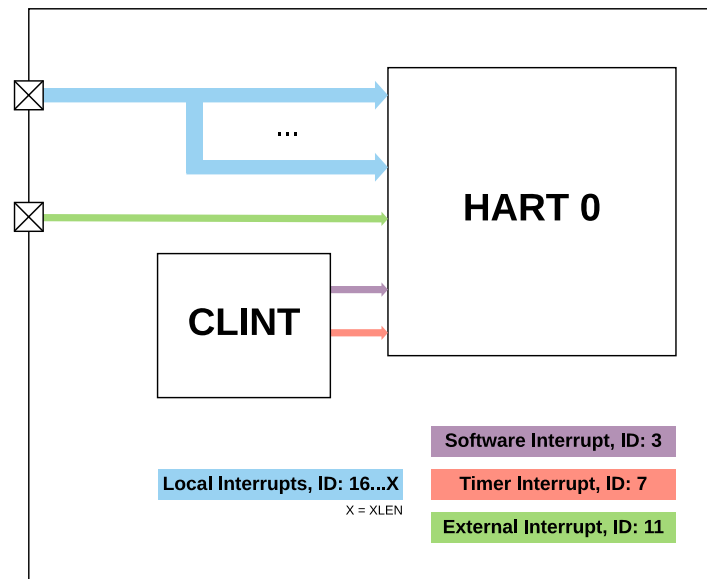 ...
HART 0
CLINT
Software Interrupt, ID: 3
Local Interrupts, ID: 16...X
Timer Interrupt, ID: 7
X = XLEN
External Interrupt, ID: 11